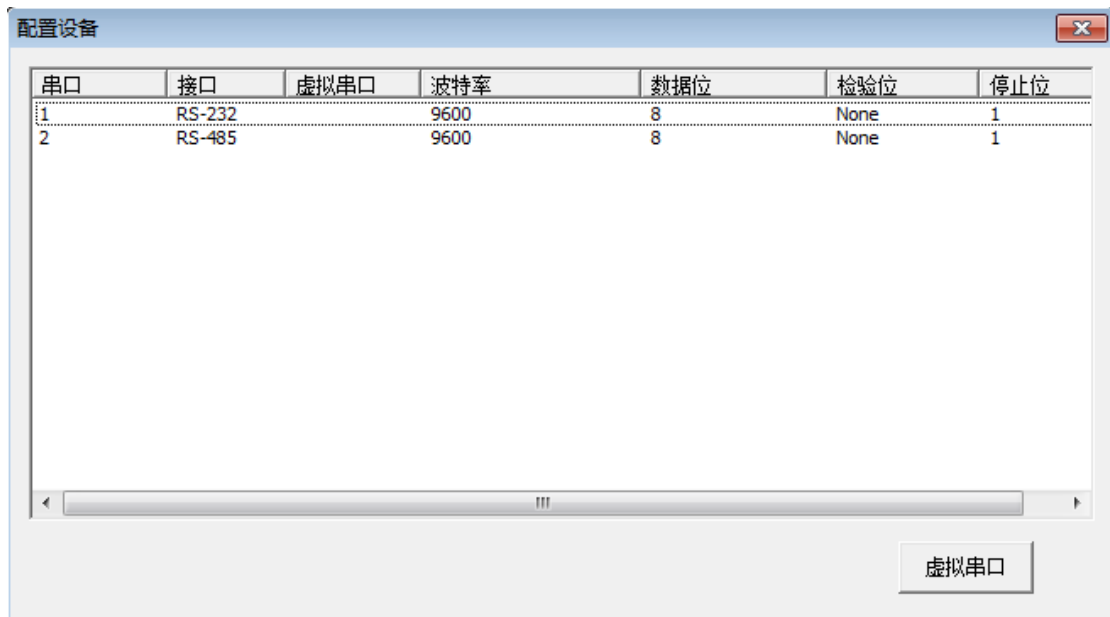 配置设备
串口 接口 虚拟串口 波特率 数据位 检验位 停止位
1 RS-232 9600 8 None 1
2 RS-485 9600 8 None 1
虚拟串口